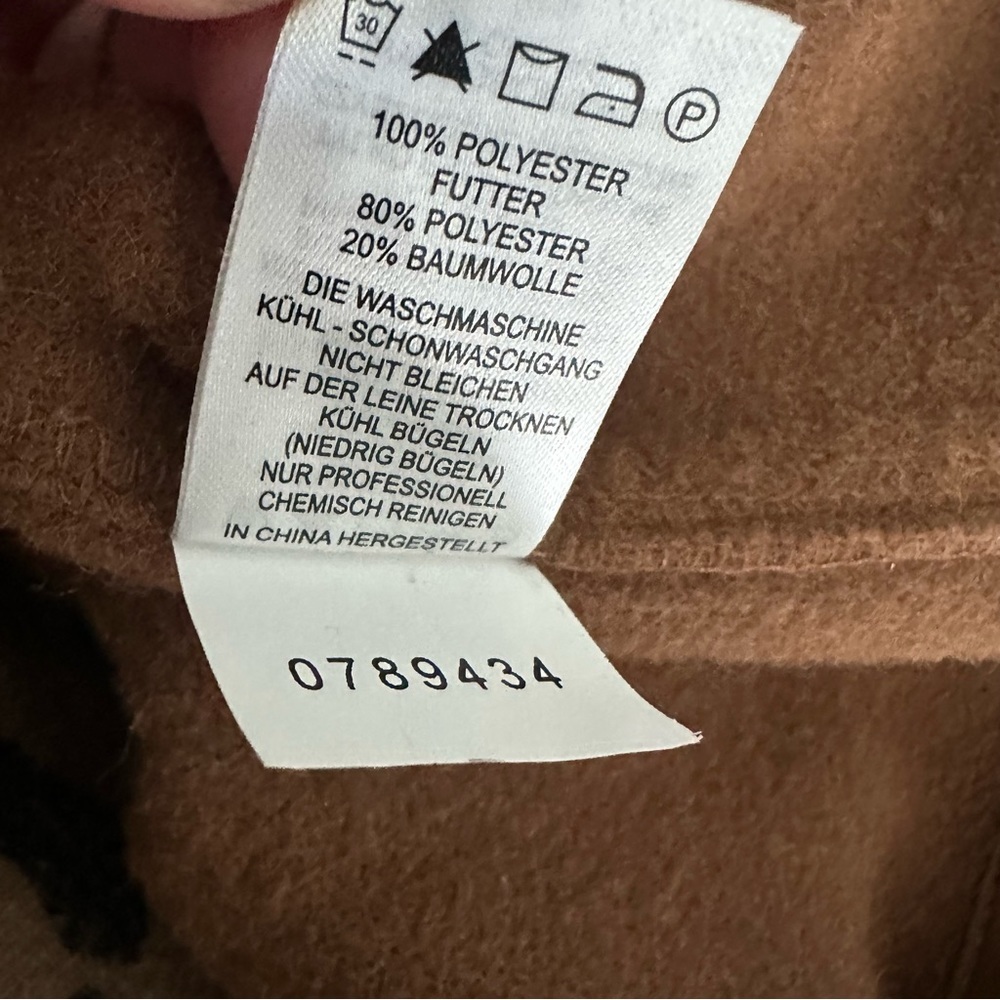 30
P
100% POLYESTER
FUTTER
80% POLYESTER
20% BAUMWOLLE
DIE WASCHMASCHINE
KÜHL - SCHONWASCHGANG
NICHT BLEICHEN
AUF DER LEINE TROCKNEN
KÜHL BÜGELN
(NIEDRIG BÜGELN)
NUR PROFESSIONELL
CHEMISCH REINIGEN
IN CHINA HERGESTELLT
0789434